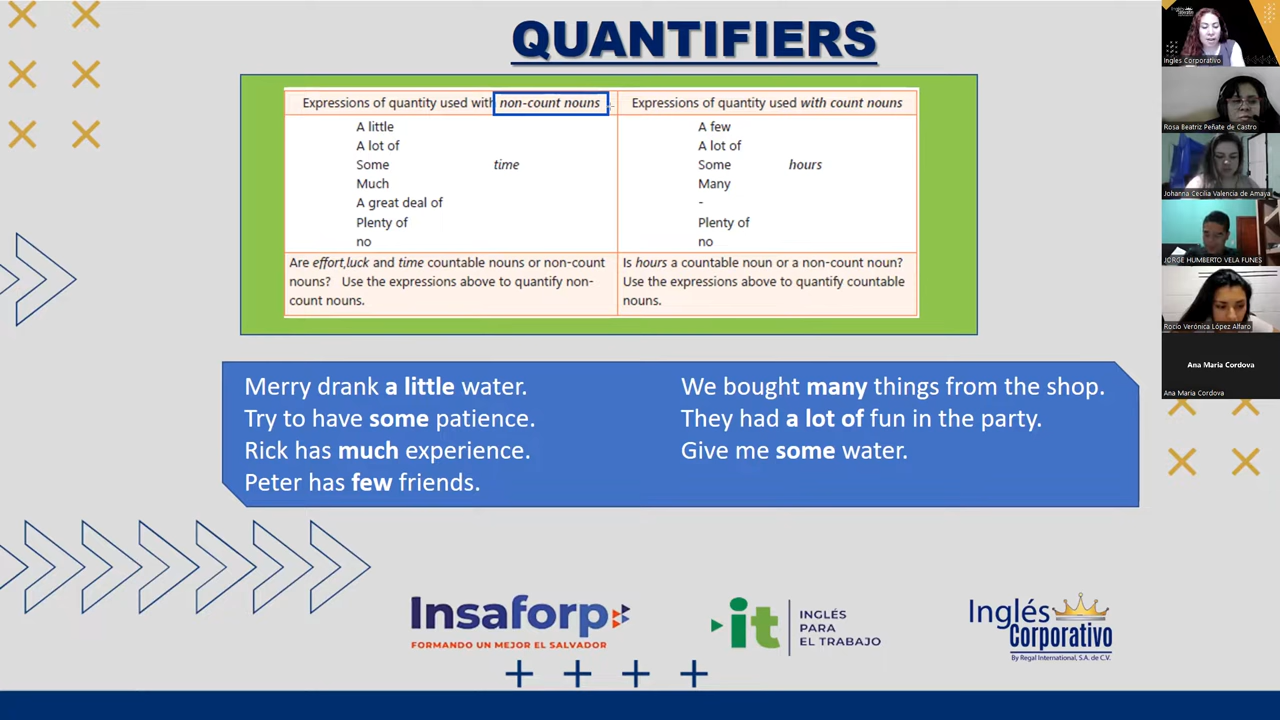 QUANTIFIERS
Expressions of quantity used with non-count nouns
A little
A lot of
Some time
Much
A great deal of
Plenty of
no
Are effort,luck and time countable nouns or non-count
nouns? Use the expressions above to quantify non-
count nouns.
Expressions of quantity used with count nouns
A few
A lot of
Some hours
Many
-
Plenty of
no
Is hours a countable noun or a non-count noun?
Use the expressions above to quantify countable
nouns.
Merry drank a little water.
Try to have some patience.
Rick has much experience.
Peter has few friends.
We bought many things from the shop.
They had a lot of fun in the party.
Give me some water.
Insaforp
FORMANDO UN MEJOR EL SALVADOR
it
INGLÉS
PARA
EL TRABAJO
Inglés
Corporativo
By Regal International, S.A. de C.V.
Ingles Corporativo
Rosa Beatriz Peñate de Castro
Johanna Cecilia Valencia de Amaya
JORGE HUMBERTO VELA FUNES
Rocio Verónica López Alfaro
Ana Maria Cordova
Ana Maria Cordova